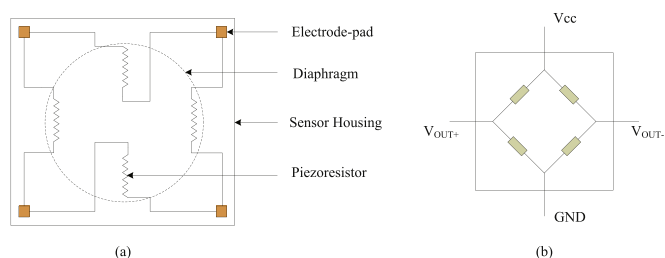 Electrode-pad
Diaphragm
Sensor Housing
Piezoresistor
(a)
Vcc
VOUT+
VOUT-
GND
(b)